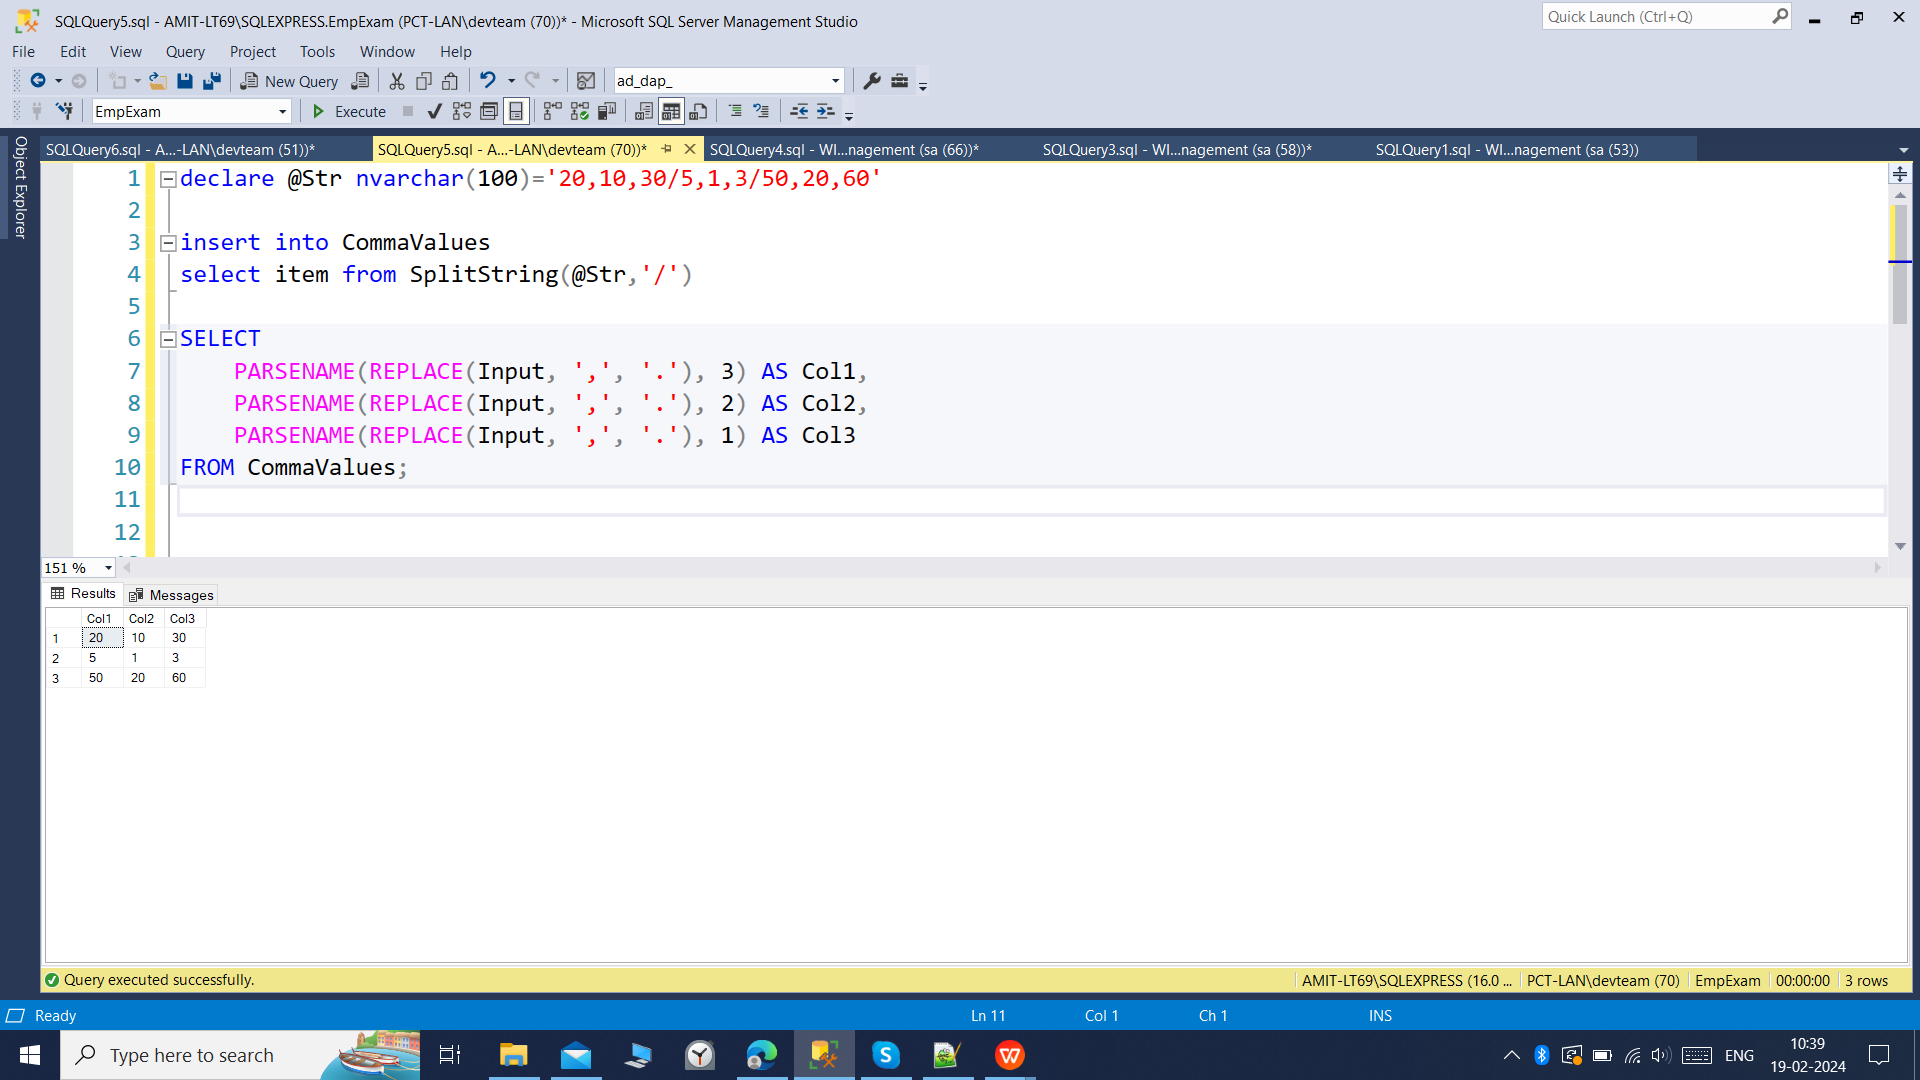 SQLQuery5.sql - AMIT-LT69\SQLEXPRESS.EmpExam (PCT-LAN\devteam (70))* - Microsoft SQL Server Management Studio
Quick Launch (Ctrl+Q)
File Edit View Query Project Tools Window Help
New Query ad_dap_
EmpExam Execute
Object Explorer
SQLQuery6.sql - A...-LAN\devteam (51))* SQLQuery5.sql - A...-LAN\devteam (70))* SQLQuery4.sql - WI...nagement (sa (66))* SQLQuery3.sql - WI...nagement (sa (58))* SQLQuery1.sql - WI...nagement (sa (53))
1 declare @Str nvarchar(100)='20,10,30/5,1,3/50,20,60'
2
3 insert into CommaValues
4 select item from SplitString(@Str,'/')
5
6 SELECT
7 PARSENAME(REPLACE(Input, ',', '.'), 3) AS Col1,
8 PARSENAME(REPLACE(Input, ',', '.'), 2) AS Col2,
9 PARSENAME(REPLACE(Input, ',', '.'), 1) AS Col3
10 FROM CommaValues;
11
12
151 %
Results Messages
Col1 Col2 Col3
1 20 10 30
2 5 1 3
3 50 20 60
Query executed successfully. AMIT-LT69\SQLEXPRESS (16.0 ... PCT-LAN\devteam (70) EmpExam 00:00:00 3 rows
Ready Ln 11 Col 1 Ch 1 INS
Type here to search ENG 10:39
19-02-2024